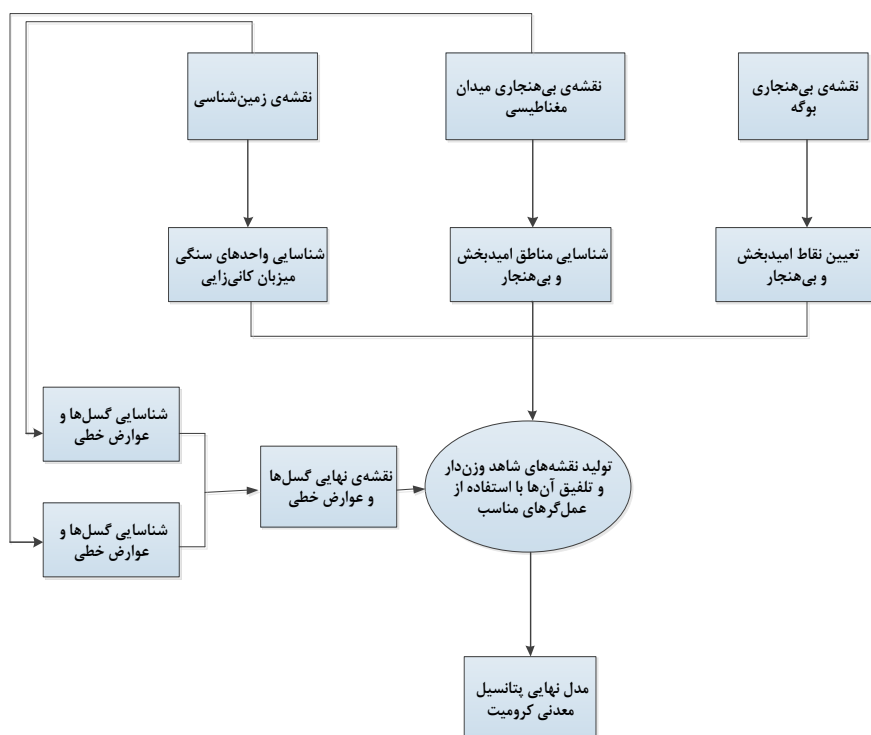 نقشه‌ی بی‌هنجاری
بوگه
نقشه‌ی بی‌هنجاری میدان
مغناطیسی
نقشه‌ی زمین‌شناسی
تعیین نقاط امیدبخش
و بی‌هنجار
شناسایی مناطق امیدبخش
و بی‌هنجار
شناسایی واحدهای سنگی
میزبان کانی‌زایی
شناسایی گسل‌ها و
عوارض خطی
شناسایی گسل‌ها و
عوارض خطی
نقشه‌ی نهایی گسل‌ها
و عوارض خطی
تولید نقشه‌های شاهد وزن‌دار
و تلفیق آن‌ها با استفاده از
عمل‌گرهای مناسب
مدل نهایی پتانسیل
معدنی کرومیت